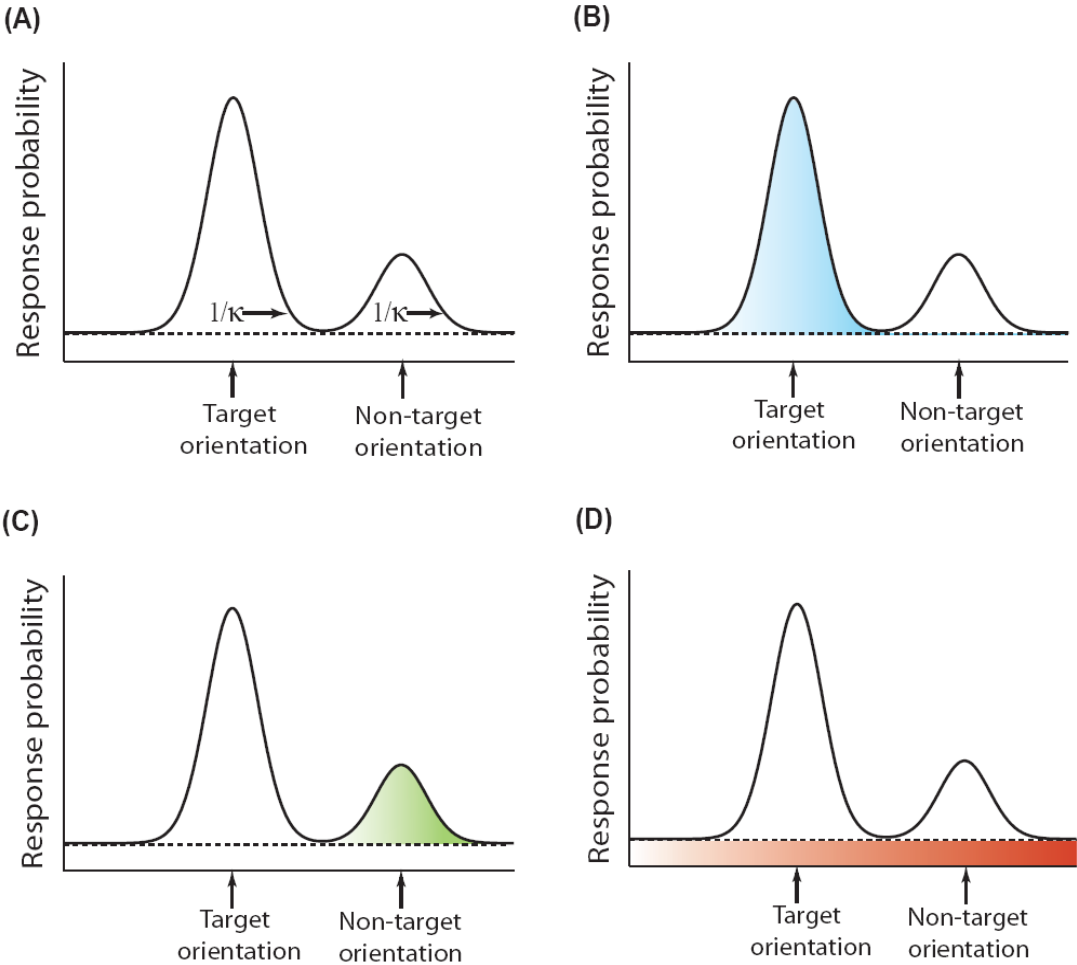 (A)
Response probability
1/κ
1/κ
Target
orientation
Non-target
orientation
(B)
Response probability
Target
orientation
Non-target
orientation
(C)
Response probability
Target
orientation
Non-target
orientation
(D)
Response probability
Target
orientation
Non-target
orientation